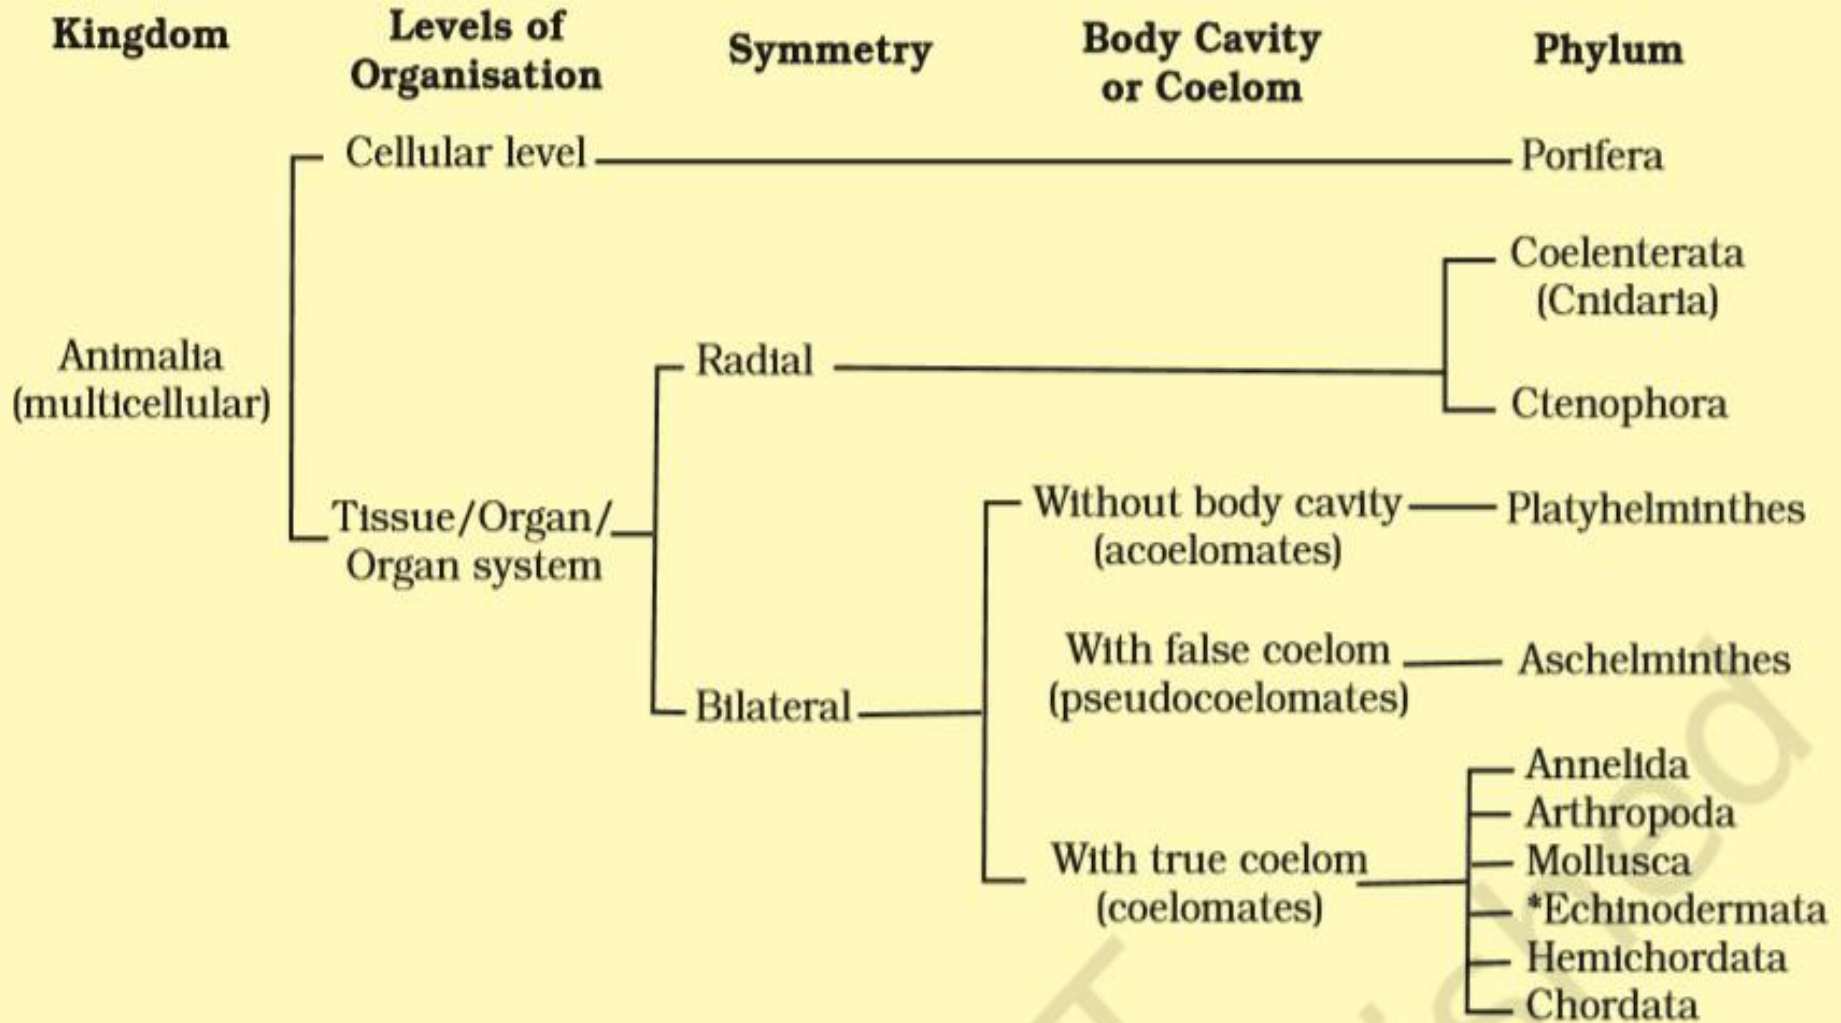 Kingdom
Levels of
Organisation
Symmetry
Body Cavity
or Coelom
Phylum
Cellular level
Porifera
Coelenterata
(Cnidaria)
Animalia
(multicellular)
Radial
Ctenophora
Tissue/Organ/
Organ system
Without body cavity
(acoelomates)
Platyhelminthes
With false coelom
(pseudocoelomates)
Aschelminthes
Bilateral
Annelida
Arthropoda
With true coelom
(coelomates)
Mollusca
*Echinodermata
Hemichordata
Chordata